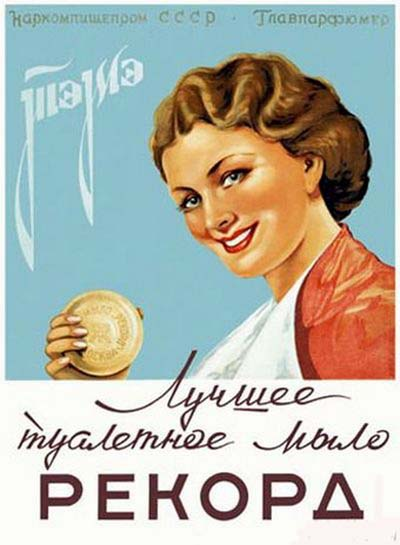 Наркомпищепром СССР · Главпарфюмер
тэжэ
Лучшее
туалетное мыло
РЕКОРД